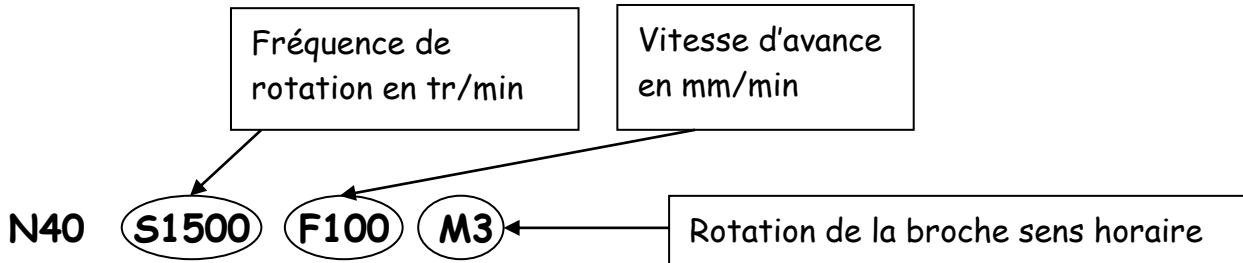 Fréquence de
rotation en tr/min
Vitesse d'avance
en mm/min
N40 S1500 F100 M3
Rotation de la broche sens horaire